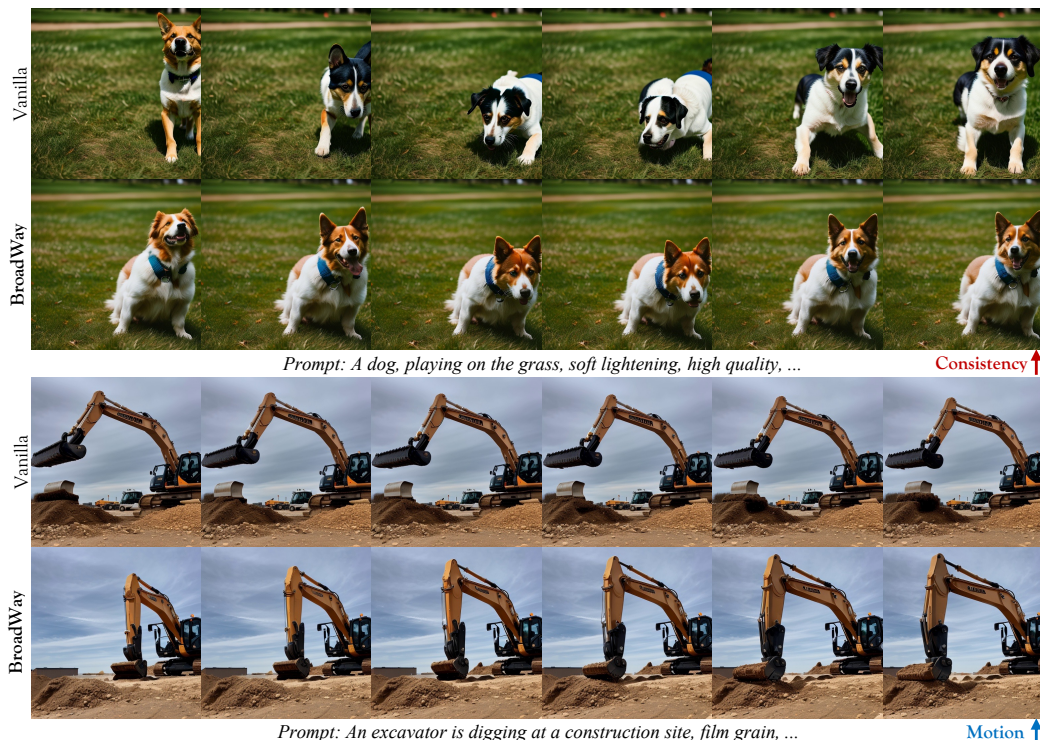 Vanilla
BroadWay
Prompt: A dog, playing on the grass, soft lightening, high quality, ...
Consistency
Vanilla
BroadWay
Prompt: An excavator is digging at a construction site, film grain, ...
Motion